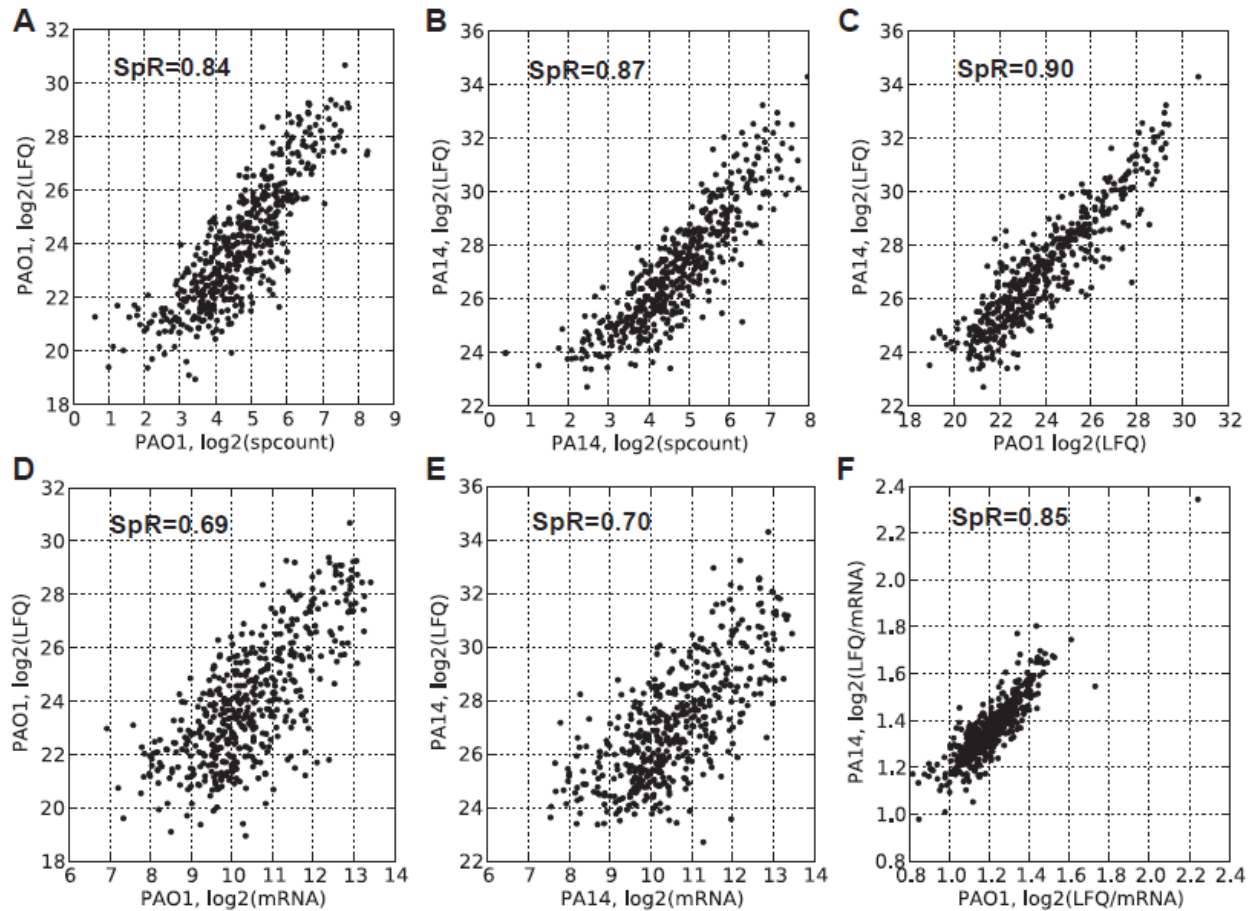 A
SpR=0.84
32
30
28
26
24
22
20
18
PAO1, log2(LFQ)
0 1 2 3 4 5 6 7 8 9
PAO1, log2(spcount)
B
SpR=0.87
36
34
32
30
28
26
24
22
PA14, log2(LFQ)
0 1 2 3 4 5 6 7 8
PA14, log2(spcount)
C
SpR=0.90
36
34
32
30
28
26
24
22
PA14, log2(LFQ)
18 20 22 24 26 28 30 32
PAO1 log2(LFQ)
D
SpR=0.69
32
30
28
26
24
22
20
18
PAO1, log2(LFQ)
6 7 8 9 10 11 12 13 14
PAO1, log2(mRNA)
E
SpR=0.70
36
34
32
30
28
26
24
22
PA14, log2(LFQ)
6 7 8 9 10 11 12 13 14
PA14, log2(mRNA)
F
SpR=0.85
2.4
2.2
2.0
1.8
1.6
1.4
1.2
1.0
0.8
PA14, log2(LFQ/mRNA)
0.8 1.0 1.2 1.4 1.6 1.8 2.0 2.2 2.4
PAO1, log2(LFQ/mRNA)